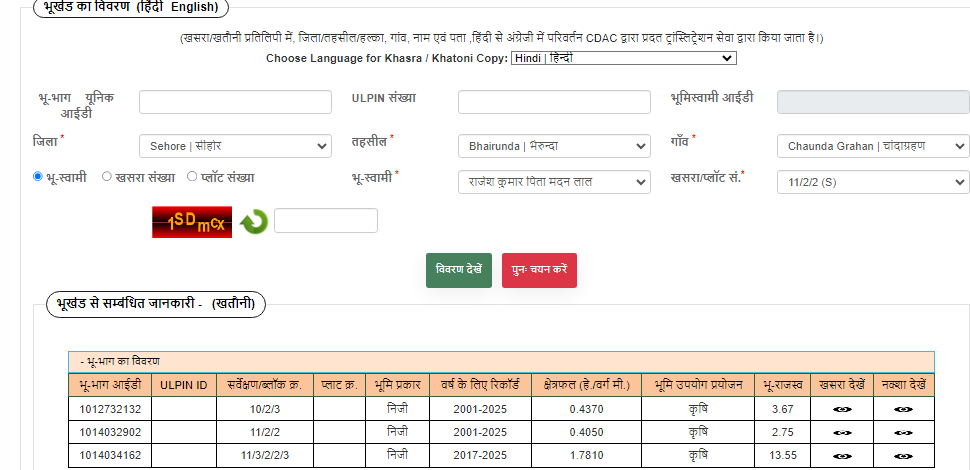 भूखंड का विवरण (हिंदी English)
(खसरा/खतौनी प्रतिलिपी में, जिला/तहसील/हल्का, गांव, नाम एवं पता ,हिंदी से अंग्रेजी में परिवर्तन CDAC द्वारा प्रदत ट्रांस्लिट्रेशन सेवा द्वारा किया जाता है।)
Choose Language for Khasra / Khatoni Copy: Hindi | हिन्दी
भू-भाग यूनिक आईडी ULPIN संख्या भूमिस्वामी आईडी
जिला * Sehore | सीहोर तहसील * Bhairunda | भैरुन्दा गाँव * Chaunda Grahan | चांदाग्रहण
भू-स्वामी खसरा संख्या प्लॉट संख्या भू-स्वामी * राजेश कुमार पिता मदन लाल खसरा/प्लॉट सं.* 11/2/2 (S)
1SDmcx
विवरण देखें पुनः चयन करें
भूखंड से सम्बंधित जानकारी - (खतौनी)
- भू-भाग का विवरण
भू-भाग आईडी ULPIN ID सर्वेक्षण/ब्लॉक क्र. प्लाट क्र. भूमि प्रकार वर्ष के लिए रिकॉर्ड क्षेत्रफल (हे./वर्ग मी.) भूमि उपयोग प्रयोजन भू-राजस्व खसरा देखें नक्शा देखें
1012732132 10/2/3 निजी 2001-2025 0.4370 कृषि 3.67
1014032902 11/2/2 निजी 2001-2025 0.4050 कृषि 2.75
1014034162 11/3/2/2/3 निजी 2017-2025 1.7810 कृषि 13.55